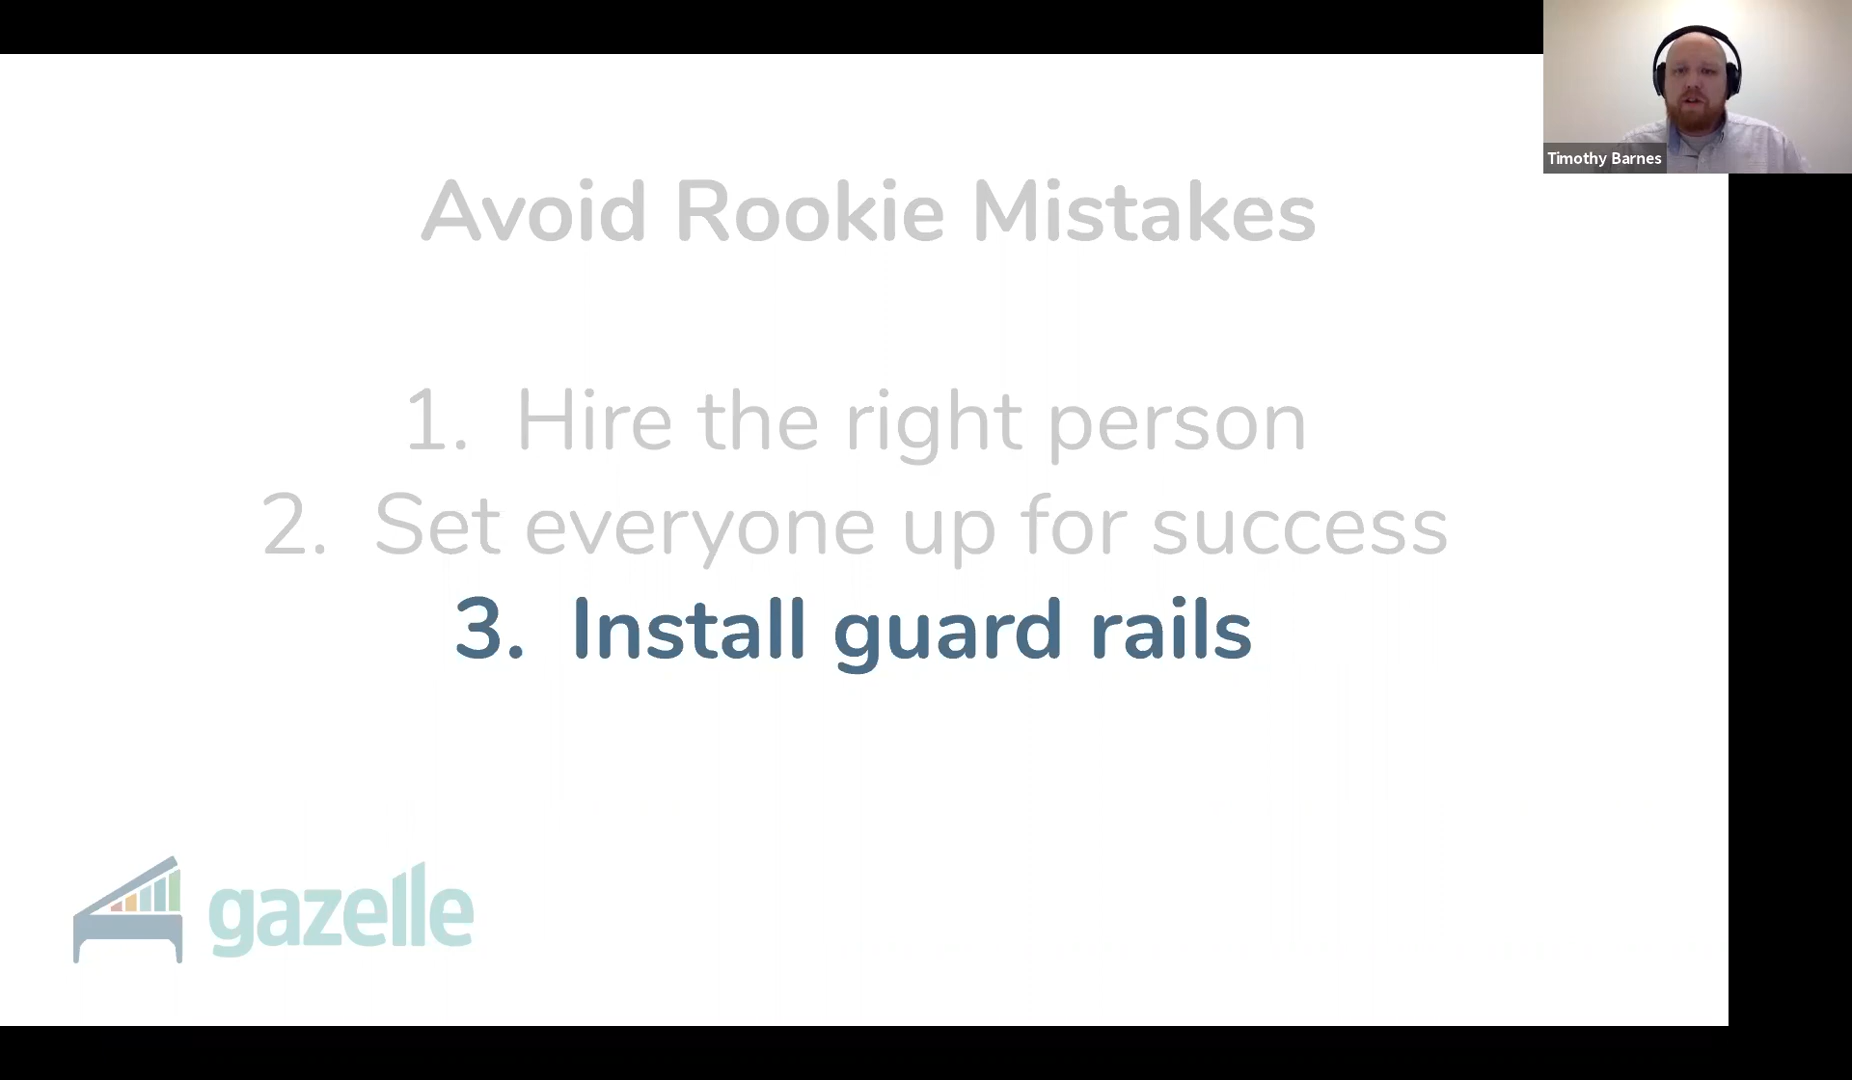 Timothy Barnes
Avoid Rookie Mistakes
1. Hire the right person
2. Set everyone up for success
3. Install guard rails
gazelle